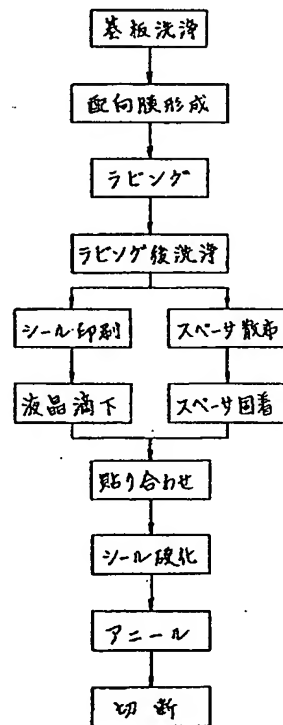 基板洗浄
配向膜形成
ラビング
ラビング後洗浄
シール印刷
スペーサ散布
液晶滴下
スペーサ固着
貼り合わせ
シール硬化
アニール
切断